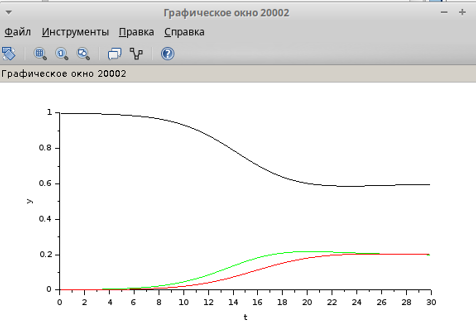 Графическое окно 20002
Файл Инструменты Правка Справка
Графическое окно 20002
1
0.8
0.6
y
0.4
0.2
0
0 2 4 6 8 10 12 14 16 18 20 22 24 26 28 30
t